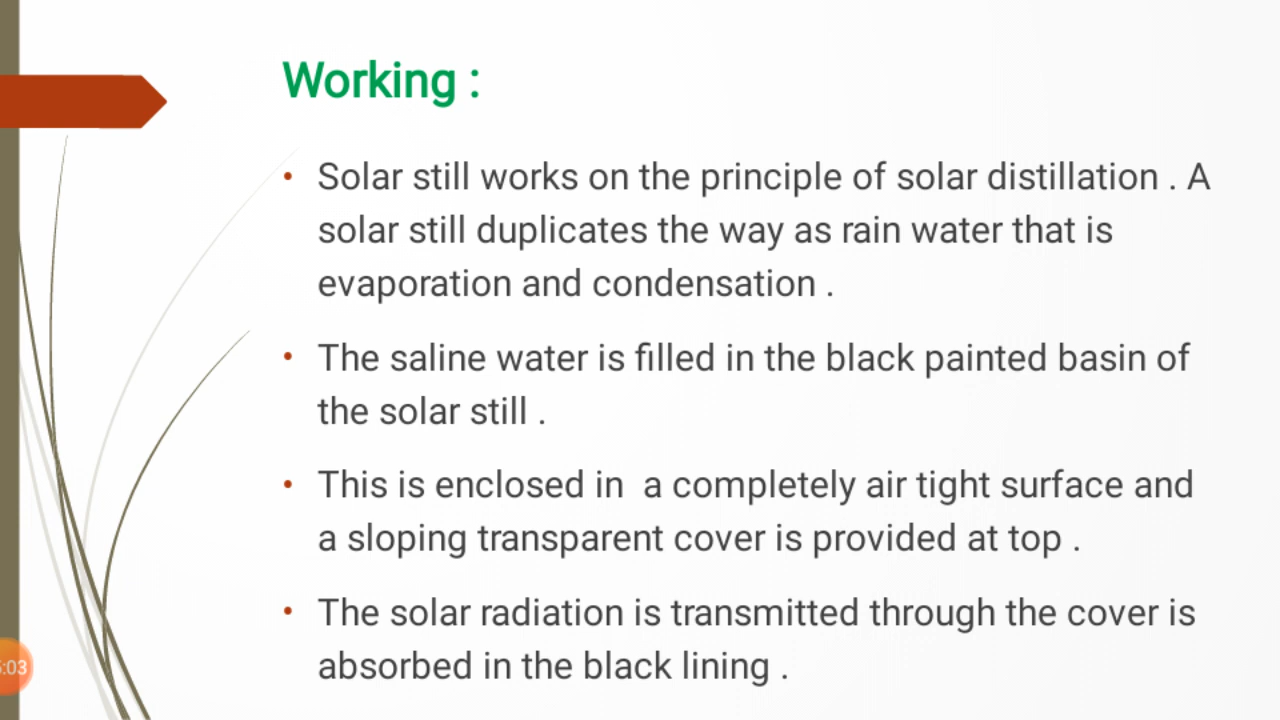 Working :
• Solar still works on the principle of solar distillation . A
solar still duplicates the way as rain water that is
evaporation and condensation .
• The saline water is filled in the black painted basin of
the solar still .
• This is enclosed in  a completely air tight surface and
a sloping transparent cover is provided at top .
• The solar radiation is transmitted through the cover is
absorbed in the black lining .
:03